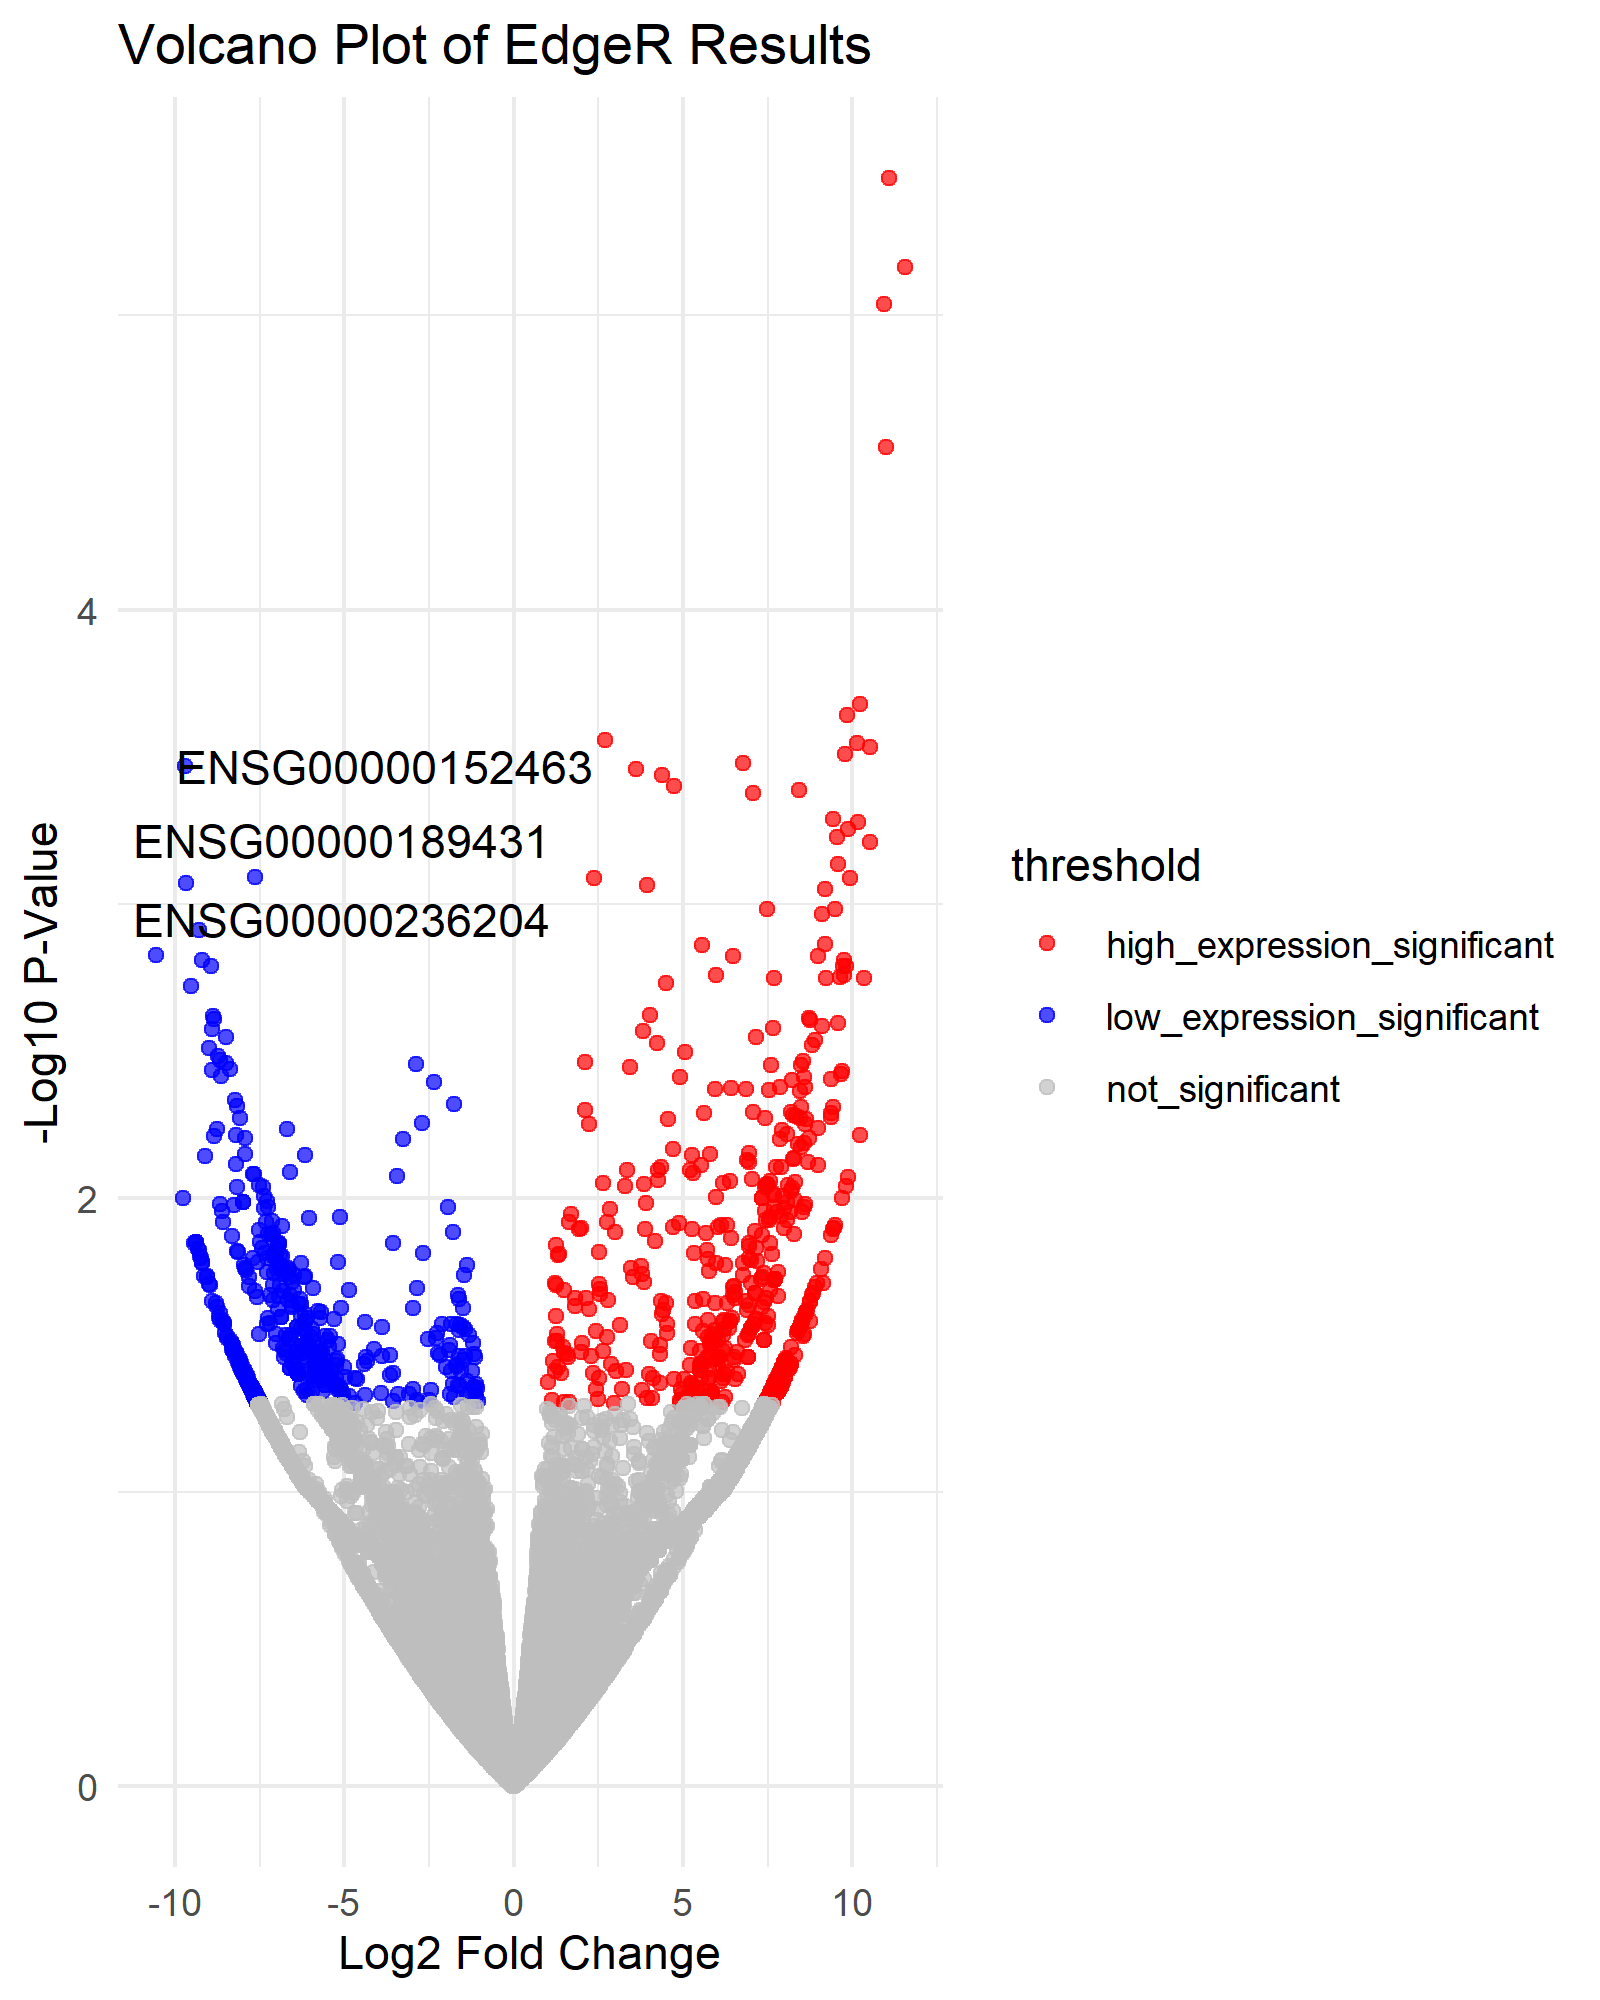 Volcano Plot of EdgeR Results
-Log10 P-Value
4
2
0
ENSG00000152463
ENSG00000189431
ENSG00000236204
-10
-5
0
5
10
Log2 Fold Change
threshold
high_expression_significant
low_expression_significant
not_significant